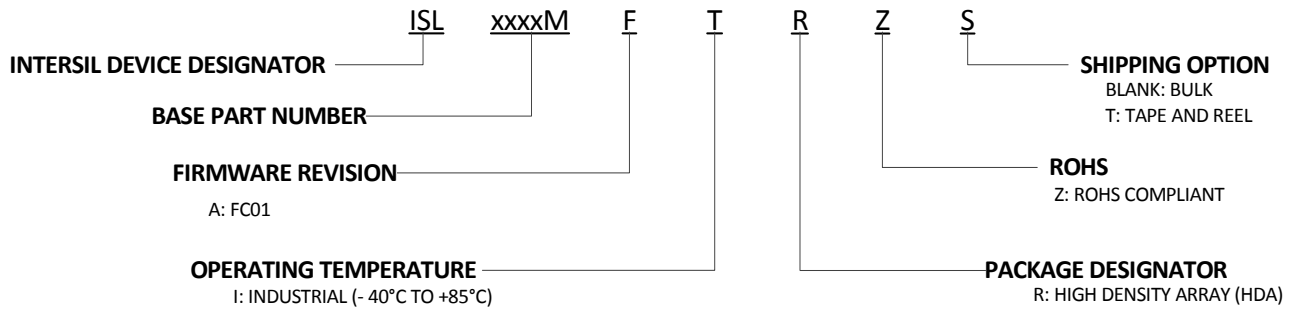 ISL xxxxM F T R Z S
INTERSIL DEVICE DESIGNATOR
SHIPPING OPTION
BLANK: BULK
T: TAPE AND REEL
BASE PART NUMBER
FIRMWARE REVISION
A: FC01
ROHS
Z: ROHS COMPLIANT
OPERATING TEMPERATURE
I: INDUSTRIAL (- 40°C TO +85°C)
PACKAGE DESIGNATOR
R: HIGH DENSITY ARRAY (HDA)